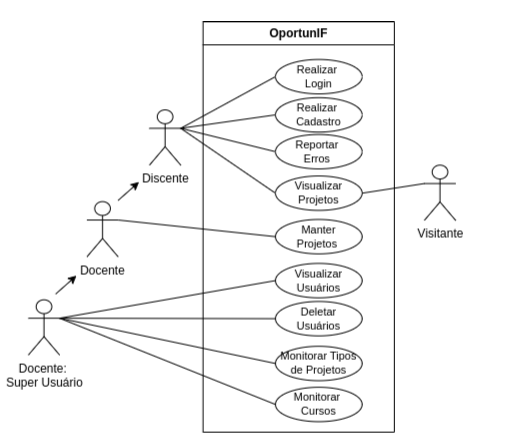 OportunIF
Realizar
Login
Realizar
Cadastro
Reportar
Erros
Discente
Visualizar
Projetos
Visitante
Manter
Projetos
Docente
Visualizar
Usuários
Deletar
Usuários
Docente:
Super Usuário
Monitorar Tipos
de Projetos
Monitorar
Cursos